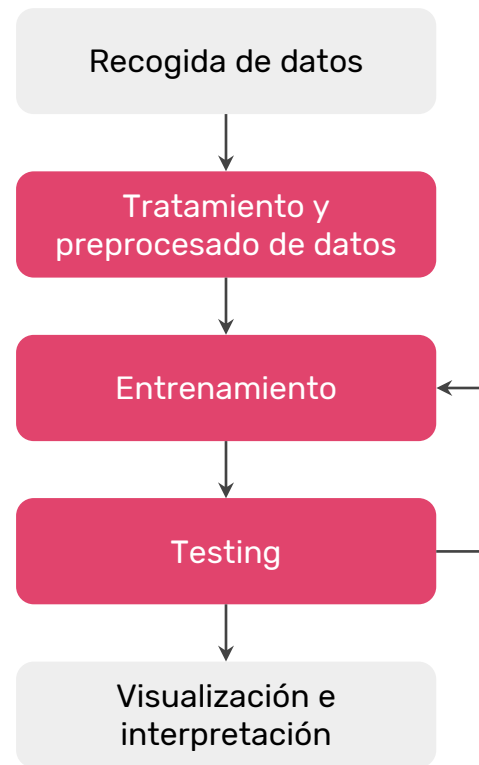 Recogida de datos
Tratamiento y
preprocesado de datos
Entrenamiento
Testing
Visualización e
interpretación